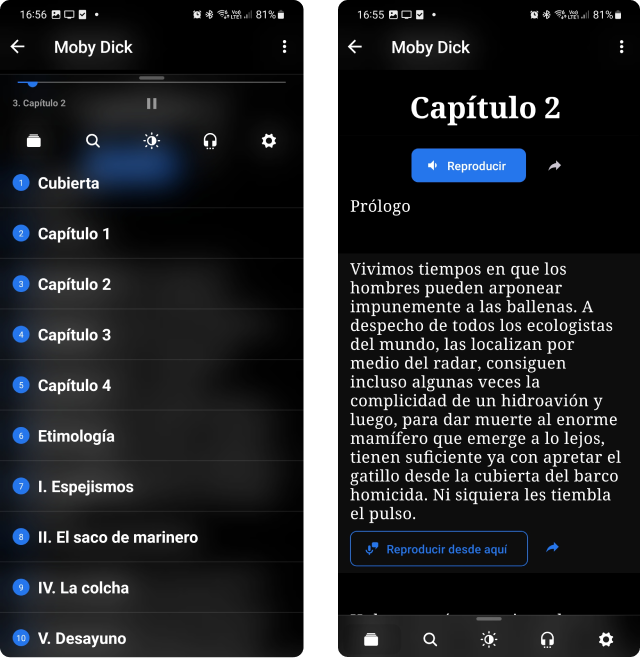 16:56
81%
Moby Dick
3. Capítulo 2
1 Cubierta
2 Capítulo 1
3 Capítulo 2
4 Capítulo 3
5 Capítulo 4
6 Etimología
7 I. Espejismos
8 II. El saco de marinero
9 IV. La colcha
10 V. Desayuno
16:55
81%
Moby Dick
Capítulo 2
Reproducir
Prólogo
Vivimos tiempos en que los
hombres pueden arponear
impunemente a las ballenas. A
despecho de todos los ecologistas
del mundo, las localizan por
medio del radar, consiguen
incluso algunas veces la
complicidad de un hidroavión y
luego, para dar muerte al enorme
mamífero que emerge a lo lejos,
tienen suficiente ya con apretar el
gatillo desde la cubierta del barco
homicida. Ni siquiera les tiembla
el pulso.
Reproducir desde aquí